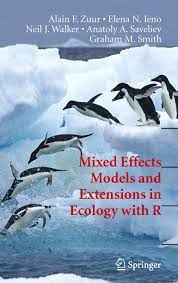 Alain F. Zuur • Elena N. Ieno
Neil J. Walker • Anatoly A. Saveliev
Graham M. Smith
Mixed Effects
Models and
Extensions in
Ecology with R
Springer